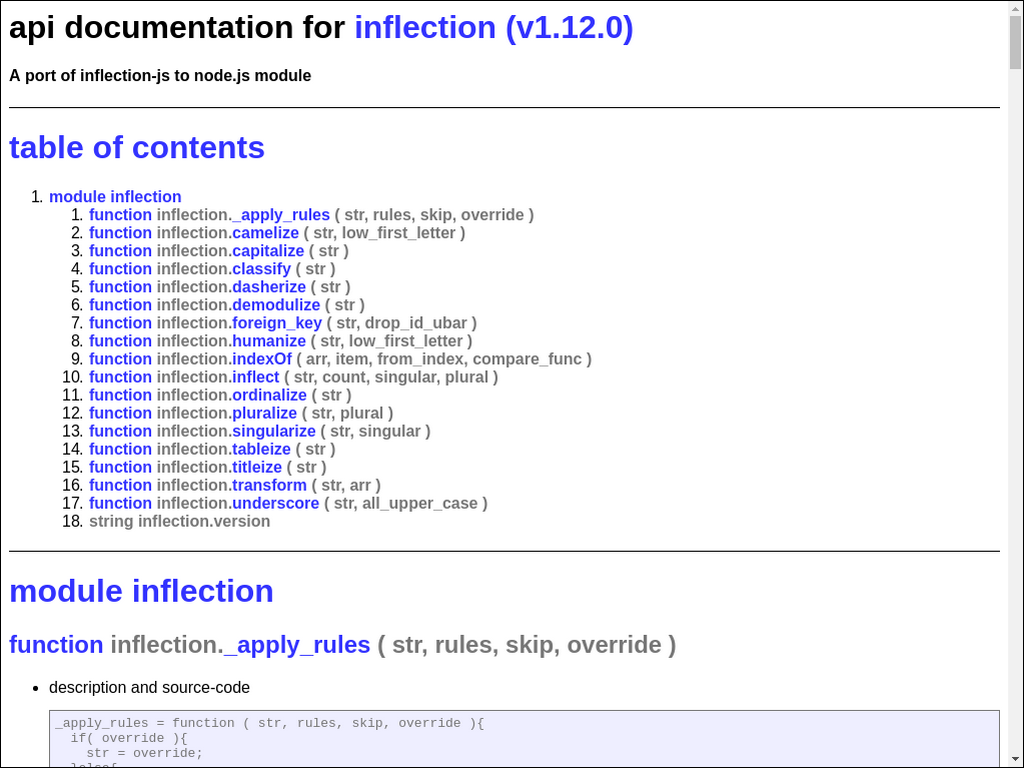 api documentation for inflection (v1.12.0)
A port of inflection-js to node.js module
table of contents
1. module inflection
1. function inflection._apply_rules ( str, rules, skip, override )
2. function inflection.camelize ( str, low_first_letter )
3. function inflection.capitalize ( str )
4. function inflection.classify ( str )
5. function inflection.dasherize ( str )
6. function inflection.demodulize ( str )
7. function inflection.foreign_key ( str, drop_id_ubar )
8. function inflection.humanize ( str, low_first_letter )
9. function inflection.indexOf ( arr, item, from_index, compare_func )
10. function inflection.inflect ( str, count, singular, plural )
11. function inflection.ordinalize ( str )
12. function inflection.pluralize ( str, plural )
13. function inflection.singularize ( str, singular )
14. function inflection.tableize ( str )
15. function inflection.titleize ( str )
16. function inflection.transform ( str, arr )
17. function inflection.underscore ( str, all_upper_case )
18. string inflection.version
module inflection
function inflection._apply_rules ( str, rules, skip, override )
• description and source-code
_apply_rules = function ( str, rules, skip, override ){
if( override ){
str = override;
}else{